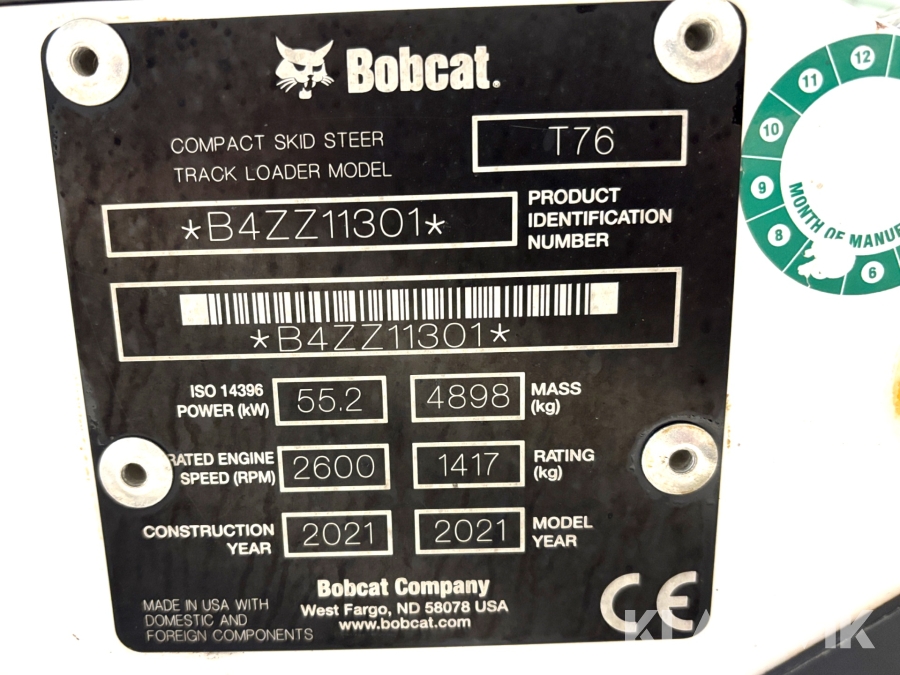 Bobcat.
COMPACT SKID STEER
TRACK LOADER MODEL
T76
*B4ZZ11301*
PRODUCT
IDENTIFICATION
NUMBER
*B4ZZ11301*
ISO 14396
POWER (kW)
55.2
4898
MASS
(kg)
RATED ENGINE
SPEED (RPM)
2600
1417
RATING
(kg)
CONSTRUCTION
YEAR
2021
2021
MODEL
YEAR
Bobcat Company
West Fargo, ND 58078 USA
www.bobcat.com
MADE IN USA WITH
DOMESTIC AND
FOREIGN COMPONENTS
CE
12
11
10
9
8
6
MONTH OF